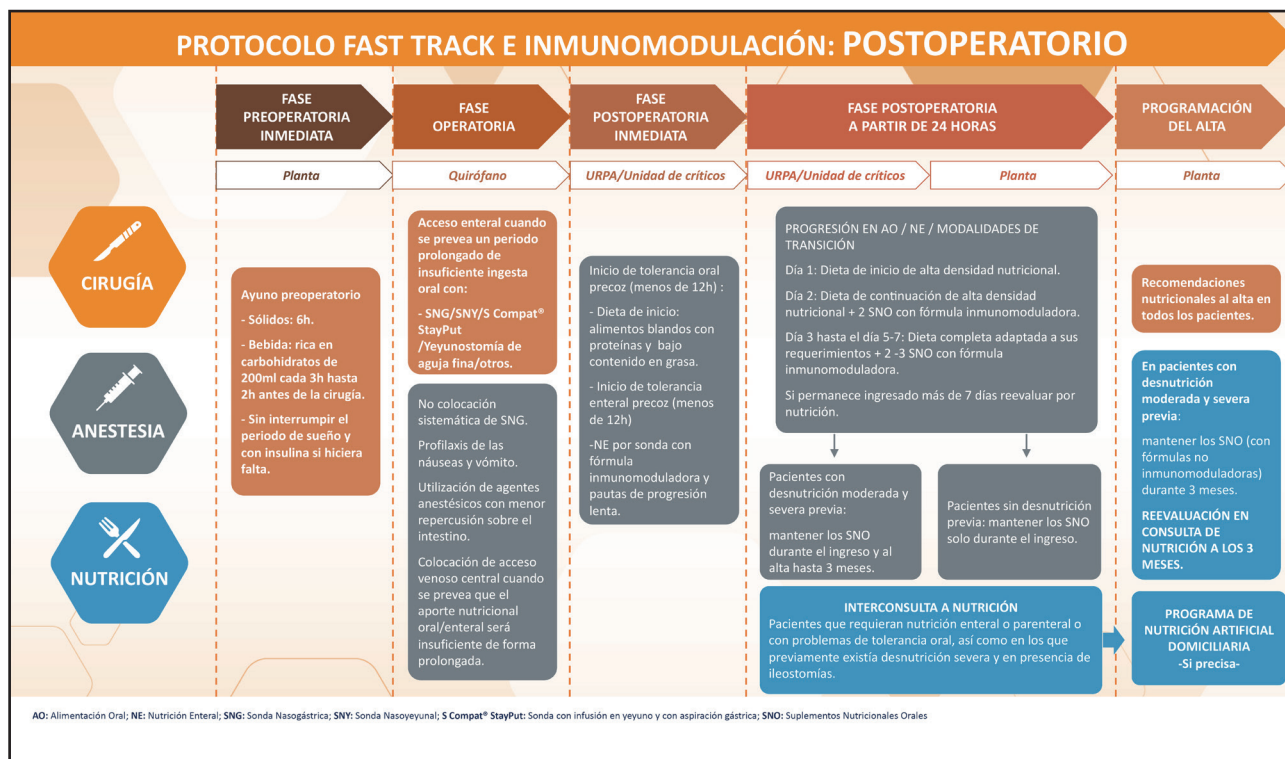 PROTOCOLO FAST TRACK E INMUNOMODULACIÓN: POSTOPERATORIO
FASE
PREOPERATORIA
INMEDIATA
FASE
OPERATORIA
FASE
POSTOPERATORIA
INMEDIATA
FASE POSTOPERATORIA
A PARTIR DE 24 HORAS
PROGRAMACIÓN
DEL ALTA
Planta
Quirófano
URPA/Unidad de críticos
URPA/Unidad de críticos
Planta
Planta
CIRUGÍA
ANESTESIA
NUTRICIÓN
Ayuno preoperatorio
- Sólidos: 6h.
- Bebida: rica en
carbohidratos de
200ml cada 3h hasta
2h antes de la cirugía.
- Sin interrumpir el
periodo de sueño y
con insulina si hiciera
falta.
Acceso enteral cuando
se prevea un periodo
prolongado de
insuficiente ingesta
oral con:
- SNG/SNY/S Compat®
StayPut
/Yeyunostomía de
aguja fina/otros.
No colocación
sistemática de SNG.
Profilaxis de las
náuseas y vómito.
Utilización de agentes
anestésicos con menor
repercusión sobre el
intestino.
Colocación de acceso
venoso central cuando
se prevea que el
aporte nutricional
oral/enteral será
insuficiente de forma
prolongada.
Inicio de tolerancia oral
precoz (menos de 12h) :
- Dieta de inicio:
alimentos blandos con
proteínas y bajo
contenido en grasa.
- Inicio de tolerancia
enteral precoz (menos
de 12h)
-NE por sonda con
fórmula
inmunomoduladora y
pautas de progresión
lenta.
PROGRESIÓN EN AO / NE / MODALIDADES DE
TRANSICIÓN
Día 1: Dieta de inicio de alta densidad nutricional.
Día 2: Dieta de continuación de alta densidad
nutricional + 2 SNO con fórmula inmunomoduladora.
Día 3 hasta el día 5-7: Dieta completa adaptada a sus
requerimientos + 2 -3 SNO con fórmula
inmunomoduladora.
Si permanece ingresado más de 7 días reevaluar por
nutrición.
Pacientes con
desnutrición moderada y
severa previa:
mantener los SNO
durante el ingreso y al
alta hasta 3 meses.
Pacientes sin desnutrición
previa: mantener los SNO
solo durante el ingreso.
INTERCONSULTA A NUTRICIÓN
Pacientes que requieran nutrición enteral o parenteral o
con problemas de tolerancia oral, así como en los que
previamente existía desnutrición severa y en presencia de
ileostomías.
Recomendaciones
nutricionales al alta en
todos los pacientes.
En pacientes con
desnutrición
moderada y severa
previa:
mantener los SNO (con
fórmulas no
inmunomoduladoras)
durante 3 meses.
REEVALUACIÓN EN
CONSULTA DE
NUTRICIÓN A LOS 3
MESES.
PROGRAMA DE
NUTRICIÓN ARTIFICIAL
DOMICILIARIA
-Si precisa-
AO: Alimentación Oral; NE: Nutrición Enteral; SNG: Sonda Nasogástrica; SNY: Sonda Nasoyeyunal; S Compat® StayPut: Sonda con infusión en yeyuno y con aspiración gástrica; SNO: Suplementos Nutricionales Orales